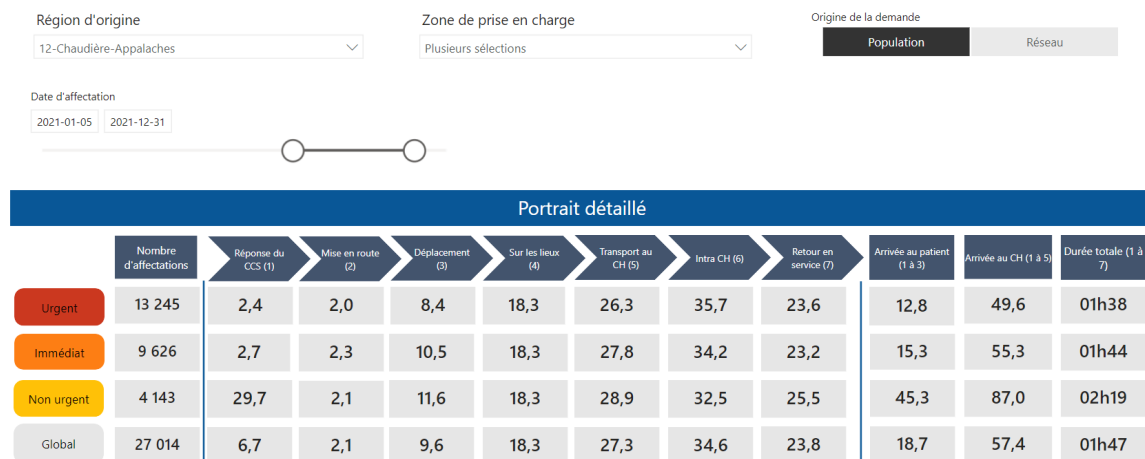 Région d'origine
12-Chaudière-Appalaches
Zone de prise en charge
Plusieurs sélections
Origine de la demande
Population Réseau
Date d'affectation
2021-01-05 2021-12-31
Portrait détaillé
Nombre
d'affectations
Réponse du
CCS (1)
Mise en route
(2)
Déplacement
(3)
Sur les lieux
(4)
Transport au
CH (5)
Intra CH (6)
Retour en
service (7)
Arrivée au patient
(1 à 3)
Arrivée au CH (1 à 5)
Durée totale (1 à
7)
Urgent 13 245 2,4 2,0 8,4 18,3 26,3 35,7 23,6 12,8 49,6 01h38
Immédiat 9 626 2,7 2,3 10,5 18,3 27,8 34,2 23,2 15,3 55,3 01h44
Non urgent 4 143 29,7 2,1 11,6 18,3 28,9 32,5 25,5 45,3 87,0 02h19
Global 27 014 6,7 2,1 9,6 18,3 27,3 34,6 23,8 18,7 57,4 01h47